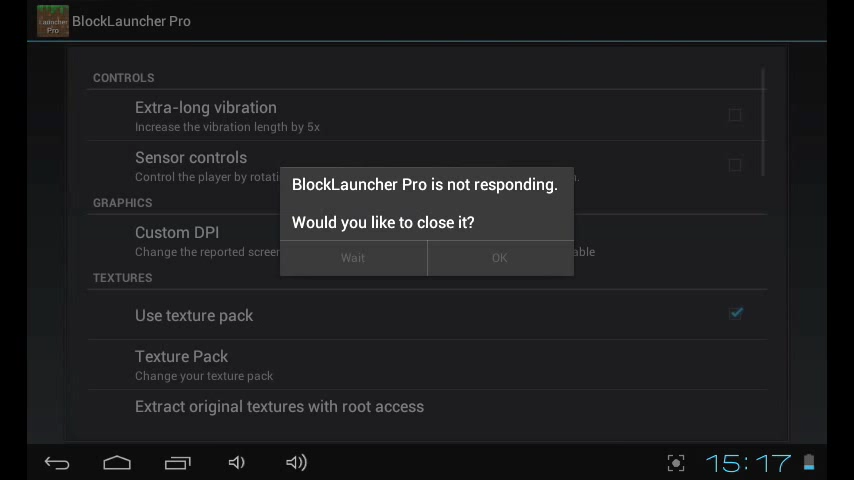 Launcher
Pro
BlockLauncher Pro
CONTROLS
Extra-long vibration
Increase the vibration length by 5x
Sensor controls
Control the player by rotati
n.
GRAPHICS
Custom DPI
Change the reported screen
able
BlockLauncher Pro is not responding.
Would you like to close it?
Wait
OK
TEXTURES
Use texture pack
Texture Pack
Change your texture pack
Extract original textures with root access
15:17